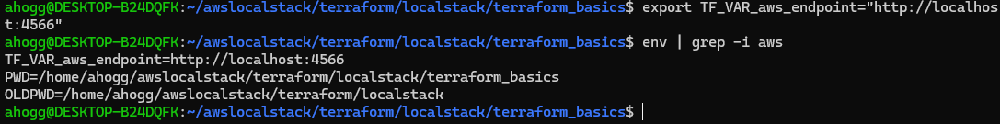 ahogg@DESKTOP-B24DQFK:~/awslocalstack/terraform/localstack/terraform_basics$ export TF_VAR_aws_endpoint="http://localhos
t:4566"
ahogg@DESKTOP-B24DQFK:~/awslocalstack/terraform/localstack/terraform_basics$ env | grep -i aws
TF_VAR_aws_endpoint=http://localhost:4566
PWD=/home/ahogg/awslocalstack/terraform/localstack/terraform_basics
OLDPWD=/home/ahogg/awslocalstack/terraform/localstack
ahogg@DESKTOP-B24DQFK:~/awslocalstack/terraform/localstack/terraform_basics$